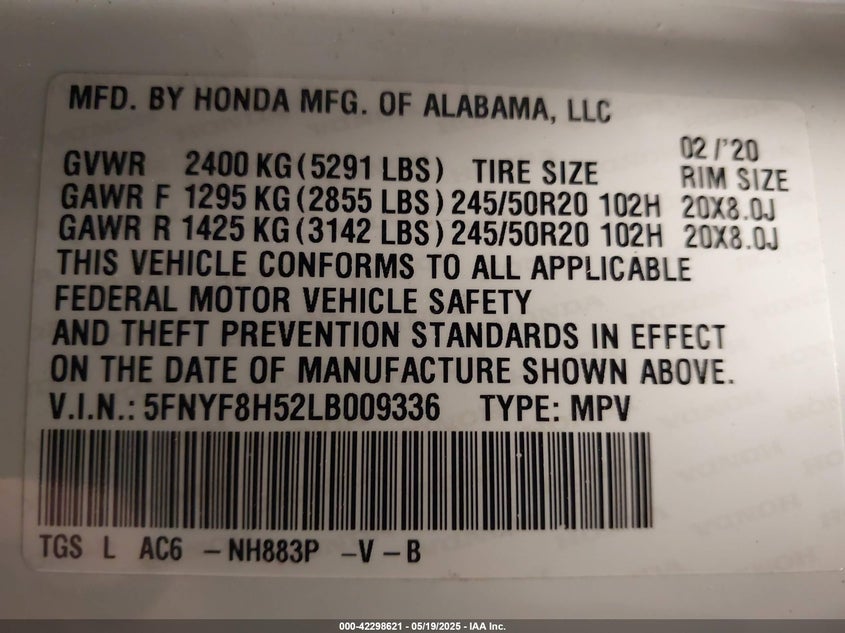 MFD. BY HONDA MFG. OF ALABAMA, LLC
02/'20
GVWR 2400 KG(5291 LBS) TIRE SIZE RIM SIZE
GAWR F 1295 KG(2855 LBS)245/50R20 102H 20X8.0J
GAWR R 1425 KG(3142 LBS)245/50R20 102H 20X8.0J
THIS VEHICLE CONFORMS TO ALL APPLICABLE
FEDERAL MOTOR VEHICLE SAFETY
AND THEFT PREVENTION STANDARDS IN EFFECT
ON THE DATE OF MANUFACTURE SHOWN ABOVE.
V.I.N.: 5FNYF8H52LB009336 TYPE: MPV
TGS L AC6 -NH883P -V-B
000-42298621 - 05/19/2025 - IAA Inc.